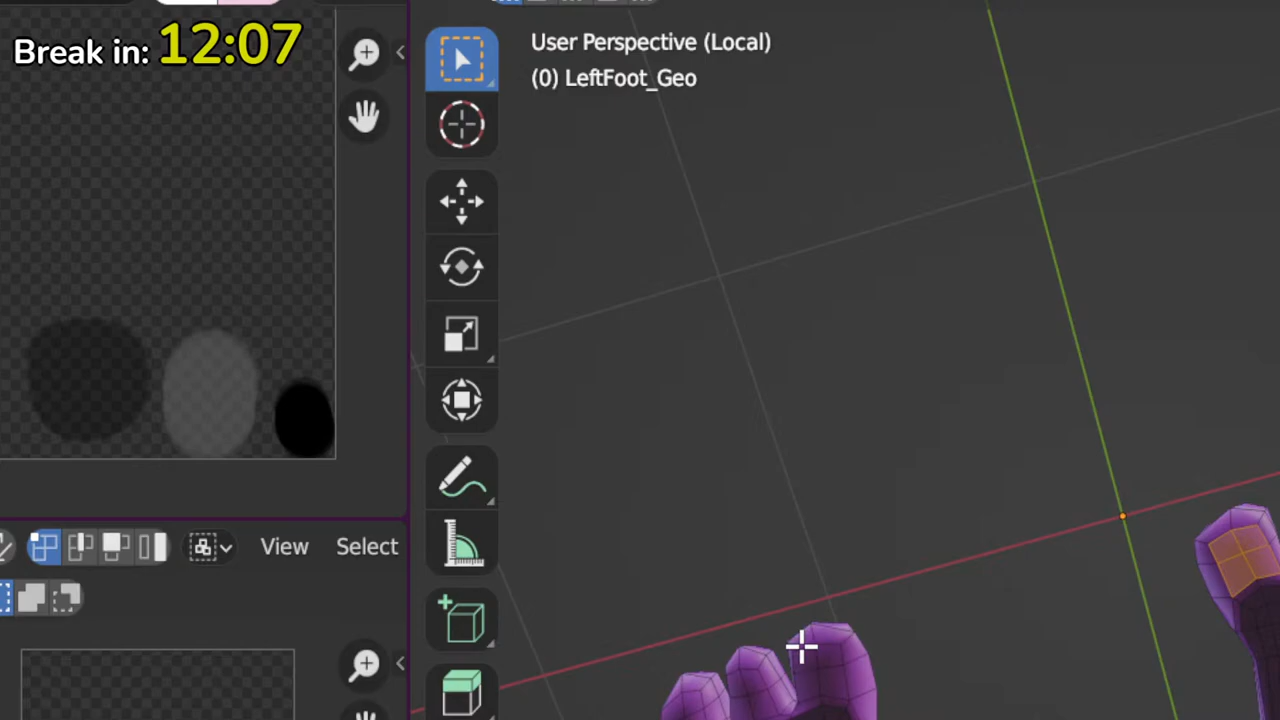 Break in: 12:07
User Perspective (Local)
(0) LeftFoot_Geo
View Select